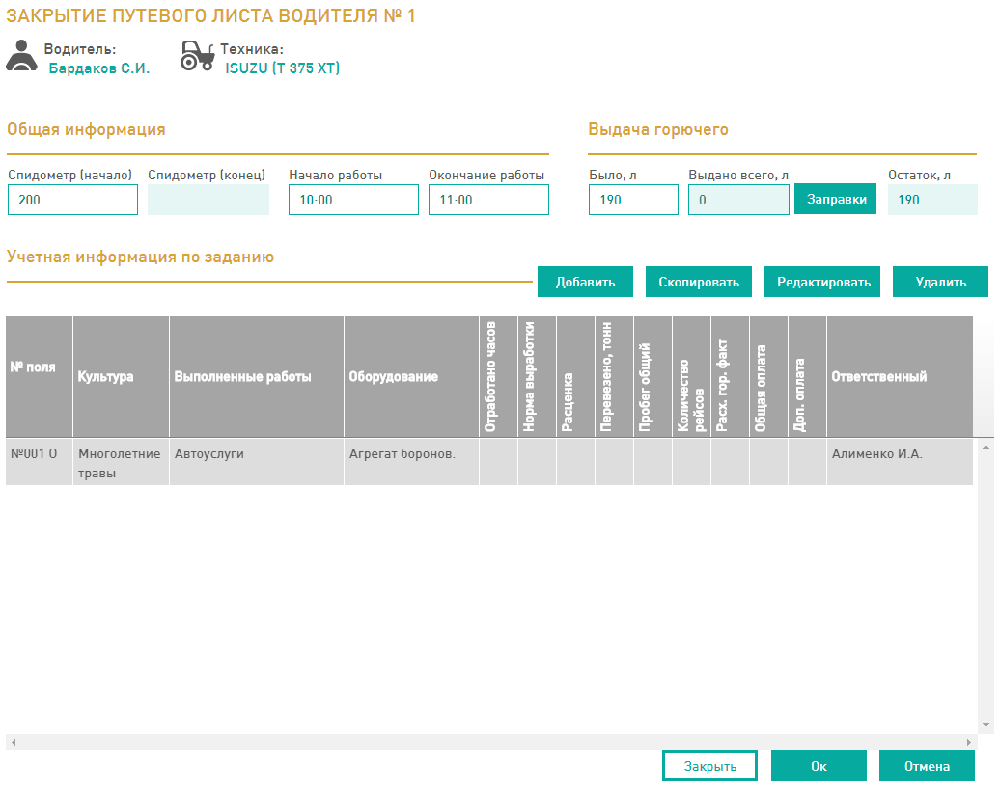 ЗАКРЫТИЕ ПУТЕВОГО ЛИСТА ВОДИТЕЛЯ № 1
Водитель:
Бардаков С.И.
Техника:
ISUZU (Т 375 ХТ)
Общая информация
Выдача горючего
Спидометр (начало)
Спидометр (конец)
Начало работы
Окончание работы
Было, л
Выдано всего, л
Остаток, л
200
10:00
11:00
190
0
Заправки
190
Учетная информация по заданию
Добавить
Скопировать
Редактировать
Удалить
№ поля
Культура
Выполненные работы
Оборудование
Отработано часов
Норма выработки
Расценка
Перевезено, тонн
Пробег общий
Количество
рейсов
Расх. гор. факт
Общая оплата
Доп. оплата
Ответственный
№001 О
Многолетние
травы
Автоуслуги
Агрегат боронов.
Алименко И.А.
Закрыть
Ок
Отмена